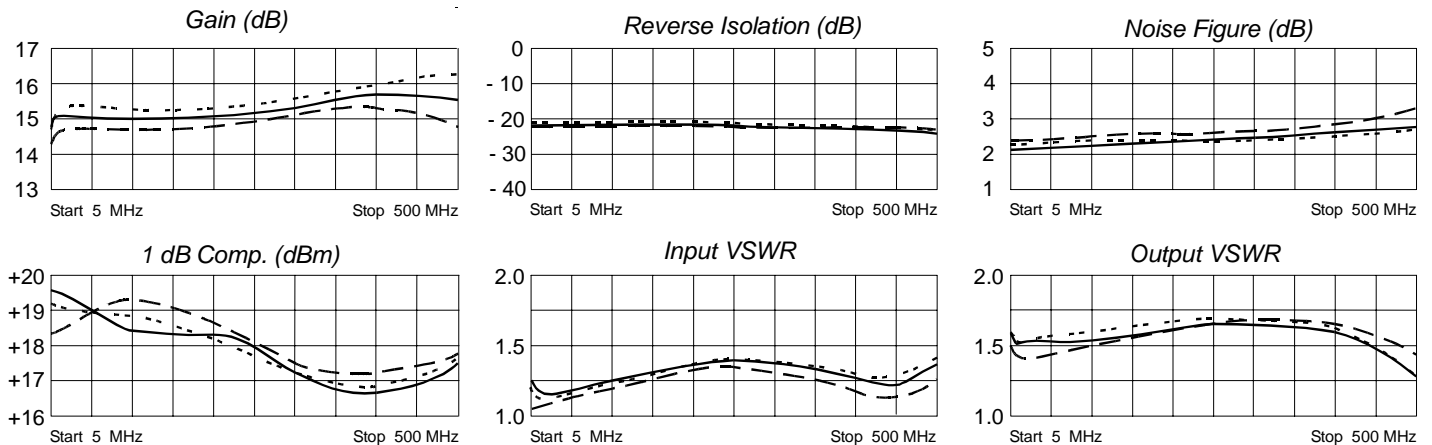 Gain (dB)
17
16
15
14
13
Start 5 MHz
Stop 500 MHz
Reverse Isolation (dB)
0
- 10
- 20
- 30
- 40
Start 5 MHz
Stop 500 MHz
Noise Figure (dB)
5
4
3
2
1
Start 5 MHz
Stop 500 MHz
1 dB Comp. (dBm)
+20
+19
+18
+17
+16
Start 5 MHz
Stop 500 MHz
Input VSWR
2.0
1.5
1.0
Start 5 MHz
Stop 500 MHz
Output VSWR
2.0
1.5
1.0
Start 5 MHz
Stop 500 MHz